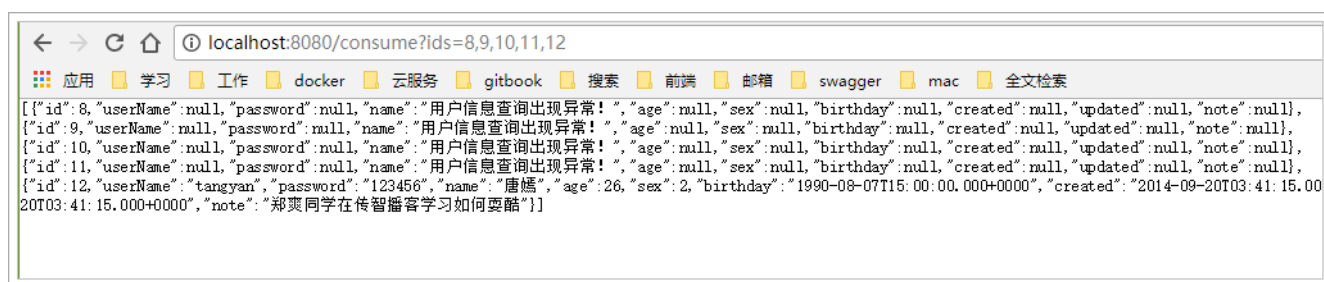 localhost:8080/consume?ids=8,9,10,11,12
应用 学习 工作 docker 云服务 gitbook 搜索 前端 邮箱 swagger mac 全文检索
[{"id":8,"userName":null,"password":null,"name":"用户信息查询出现异常！","age":null,"sex":null,"birthday":null,"created":null,"updated":null,"note":null},
{"id":9,"userName":null,"password":null,"name":"用户信息查询出现异常！","age":null,"sex":null,"birthday":null,"created":null,"updated":null,"note":null},
{"id":10,"userName":null,"password":null,"name":"用户信息查询出现异常！","age":null,"sex":null,"birthday":null,"created":null,"updated":null,"note":null},
{"id":11,"userName":null,"password":null,"name":"用户信息查询出现异常！","age":null,"sex":null,"birthday":null,"created":null,"updated":null,"note":null},
{"id":12,"userName":"tangyan","password":"123456","name":"唐嫣","age":26,"sex":2,"birthday":"1990-08-07T15:00:00.000+0000","created":"2014-09-20T03:41:15.00
20T03:41:15.000+0000","note":"郑爽同学在传智播客学习如何耍酷"}]